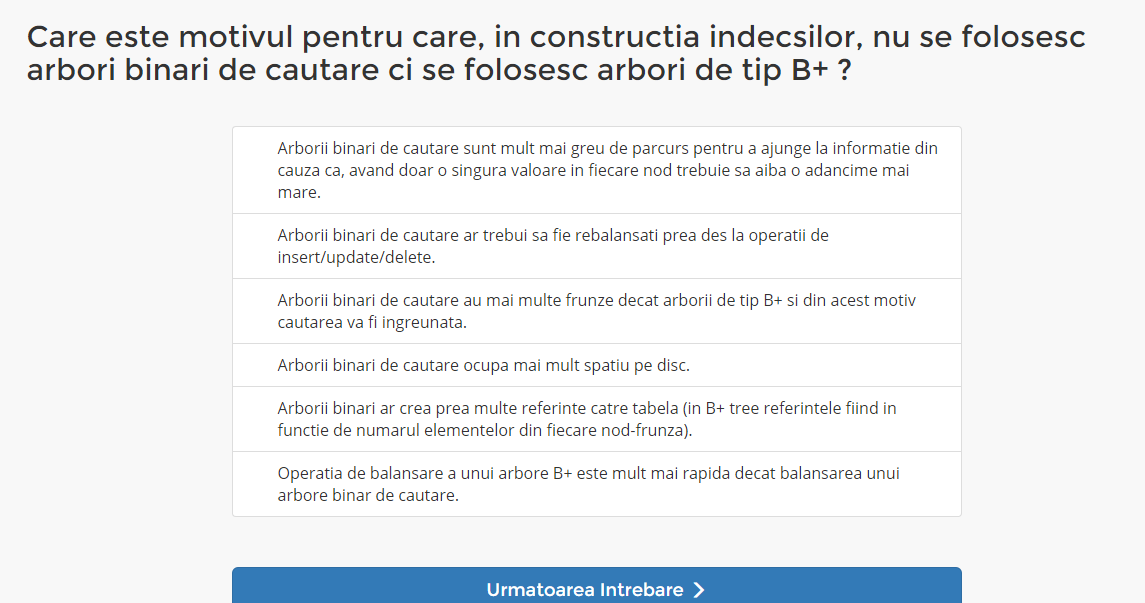 Care este motivul pentru care, in constructia indecsilor, nu se folosesc
arbori binari de cautare ci se folosesc arbori de tip B+ ?
Arborii binari de cautare sunt mult mai greu de parcurs pentru a ajunge la informatie din
cauza ca, avand doar o singura valoare in fiecare nod trebuie sa aiba o adancime mai
mare.
Arborii binari de cautare ar trebui sa fie rebalansati prea des la operatii de
insert/update/delete.
Arborii binari de cautare au mai multe frunze decat arborii de tip B+ si din acest motiv
cautarea va fi ingreunata.
Arborii binari de cautare ocupa mai mult spatiu pe disc.
Arborii binari ar crea prea multe referinte catre tabela (in B+ tree referintele fiind in
functie de numarul elementelor din fiecare nod-frunza).
Operatia de balansare a unui arbore B+ este mult mai rapida decat balansarea unui
arbore binar de cautare.
Urmatoarea Intrebare